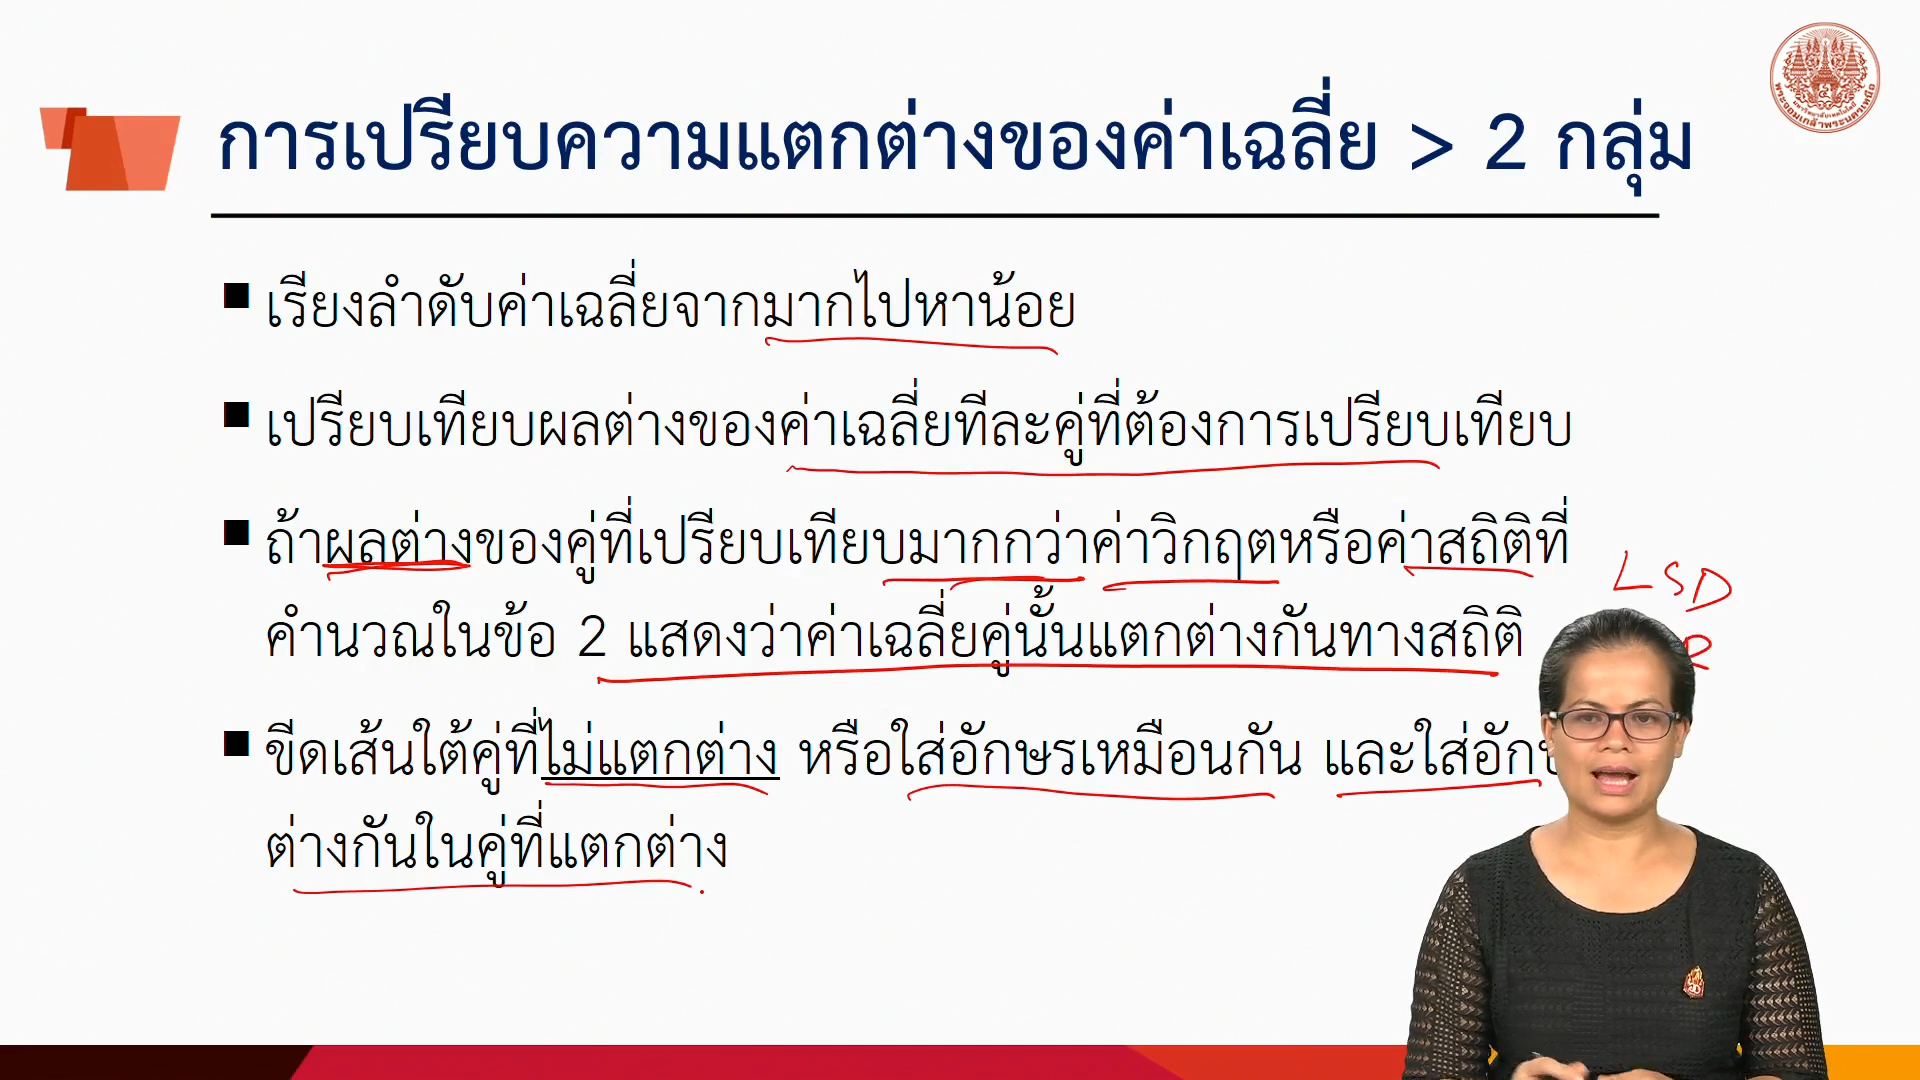 การเปรียบความแตกต่างของค่าเฉลี่ย > 2 กลุ่ม
เรียงลำดับค่าเฉลี่ยจากมากไปหาน้อย
เปรียบเทียบผลต่างของค่าเฉลี่ยทีละคู่ที่ต้องการเปรียบเทียบ
ถ้าผลต่างของคู่ที่เปรียบเทียบมากกว่าค่าวิกฤตหรือค่าสถิติที่
LSD
คำนวณในข้อ 2 แสดงว่าค่าเฉลี่ยคู่นั้นแตกต่างกันทางสถิติ
R
ขีดเส้นใต้คู่ที่ไม่แตกต่าง หรือใส่อักษรเหมือนกัน และใส่อัก
ต่างกันในคู่ที่แตกต่าง